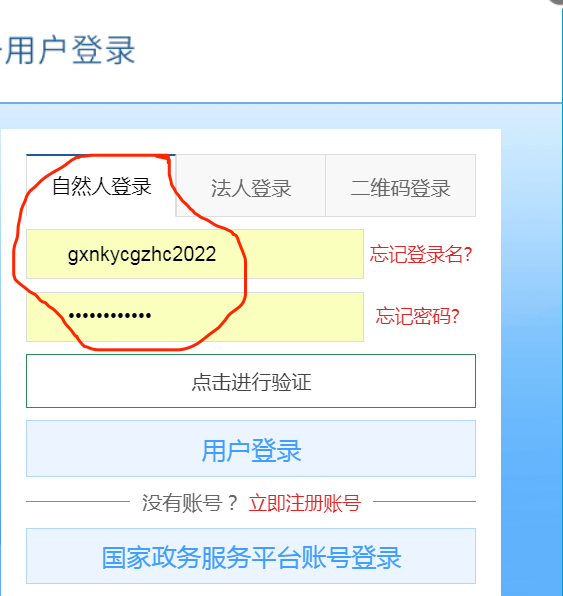 用户登录
自然人登录 法人登录 二维码登录
gxnkycgzhc2022 忘记登录名?
•••••••••••• 忘记密码?
点击进行验证
用户登录
没有账号？ 立即注册账号
国家政务服务平台账号登录